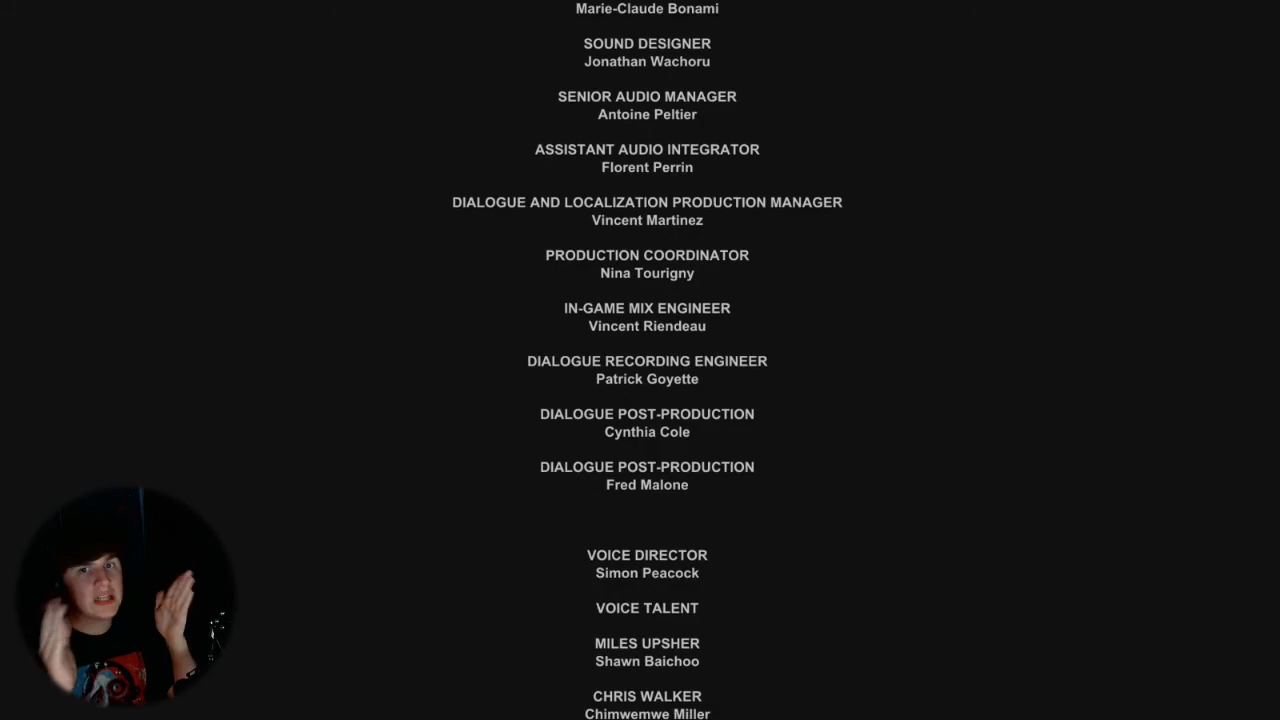 Marie-Claude Bonami
SOUND DESIGNER
Jonathan Wachoru
SENIOR AUDIO MANAGER
Antoine Peltier
ASSISTANT AUDIO INTEGRATOR
Florent Perrin
DIALOGUE AND LOCALIZATION PRODUCTION MANAGER
Vincent Martinez
PRODUCTION COORDINATOR
Nina Tourigny
IN-GAME MIX ENGINEER
Vincent Riendeau
DIALOGUE RECORDING ENGINEER
Patrick Goyette
DIALOGUE POST-PRODUCTION
Cynthia Cole
DIALOGUE POST-PRODUCTION
Fred Malone
VOICE DIRECTOR
Simon Peacock
VOICE TALENT
MILES UPSHER
Shawn Baichoo
CHRIS WALKER
Chimwemwe Miller